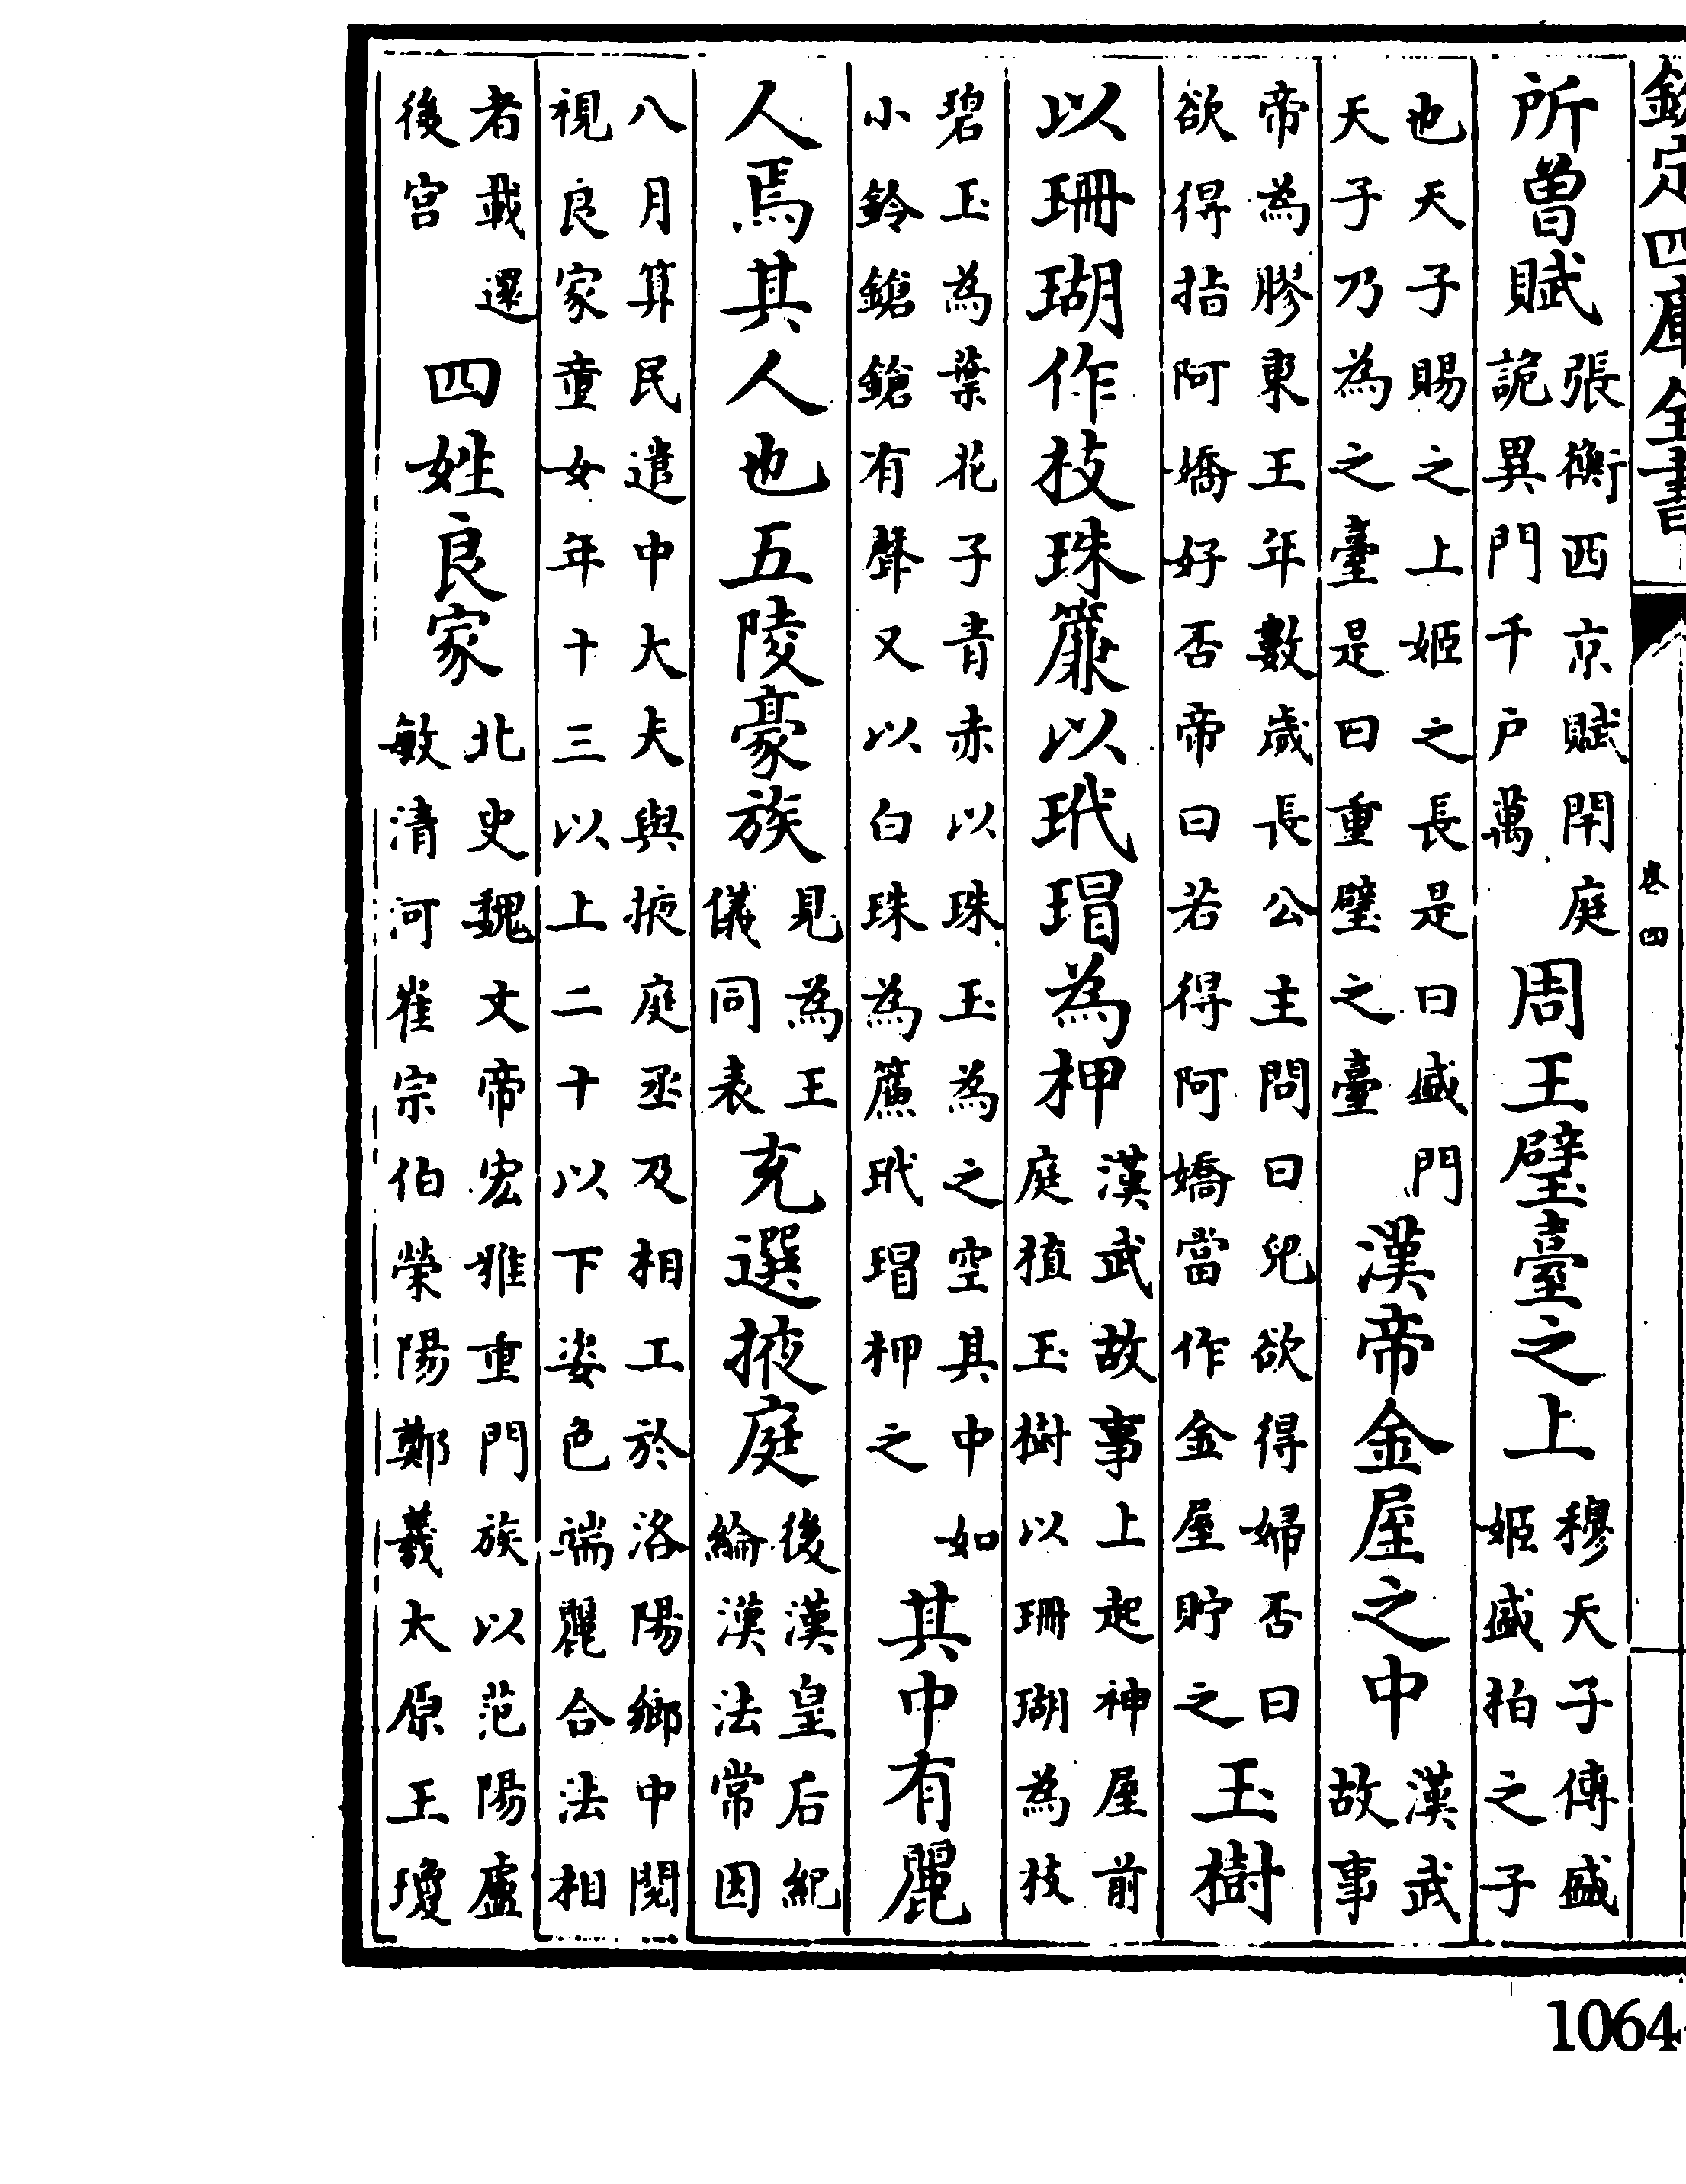 欽定四庫全書
卷四
所曾賦張衡西京賦閈庭詭異門千戶萬周王璧臺之上穆天子傳盛姬盛柏之子
也天子賜之上姬之長是曰盛門天子乃為之臺是曰重璧之臺漢帝金屋之中漢武故事
帝為膠東王年數歲長公主問曰兒欲得婦否曰欲得指阿嬌好否帝曰若得阿嬌當作金屋貯之玉樹
以珊瑚作枝珠簾以玳瑁為柙漢武故事上起神屋前庭植玉樹以珊瑚為枝
碧玉為葉花子青赤以珠玉為之空其中如小鈴鎗鎗有聲又以白珠為簾玳瑁柙之其中有麗
人焉其人也五陵豪族見為王儀同表充選掖庭後漢皇后紀綸漢法常因
八月算民遣中大夫與掖庭丞及相工於洛陽鄉中閱視良家童女年十三以上二十以下姿色端麗合法相
者載還後宮四姓良家北史魏文帝宏雅重門族以范陽盧敏清河崔宗伯榮陽鄭羲太原王瓊
1064